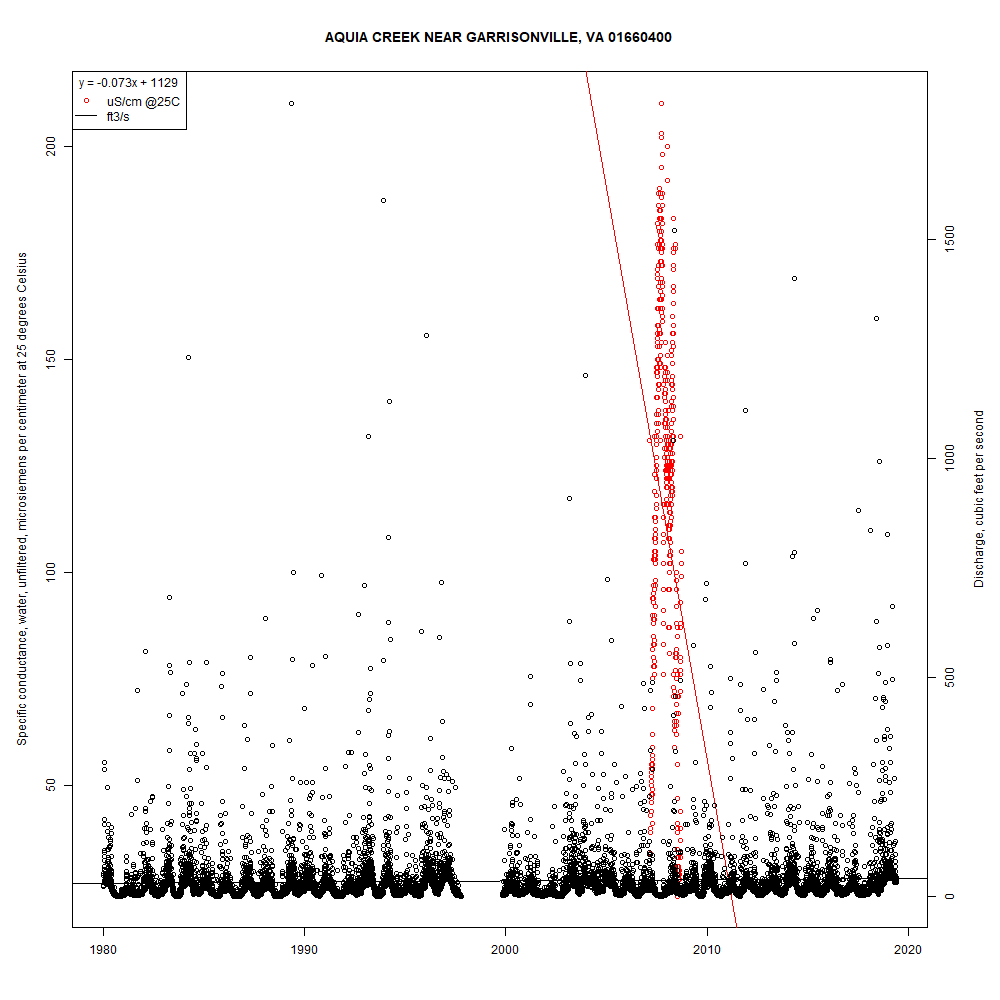 AQUIA CREEK NEAR GARRISONVILLE, VA 01660400
y = -0.073x + 1129
uS/cm @25C
ft3/s
Specific conductance, water, unfiltered, microsiemens per centimeter at 25 degrees Celsius
200
150
100
50
Discharge, cubic feet per second
1500
1000
500
0
1980
1990
2000
2010
2020